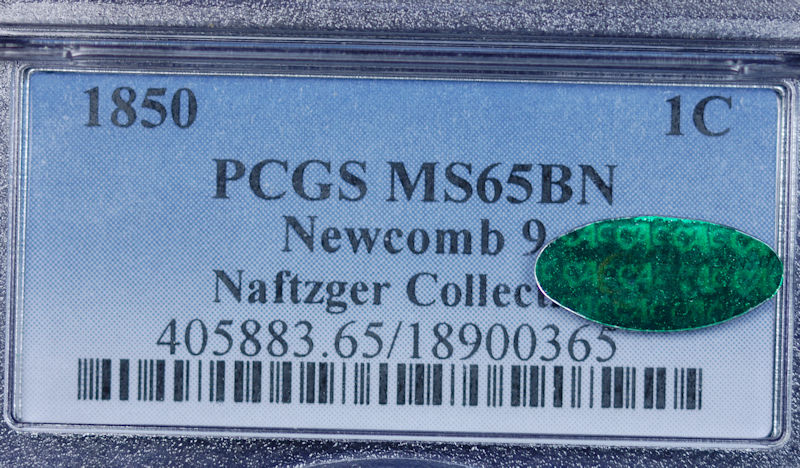 1850 1C
PCGS MS65BN
Newcomb 9
Naftzger Collect
405883.65/18900365